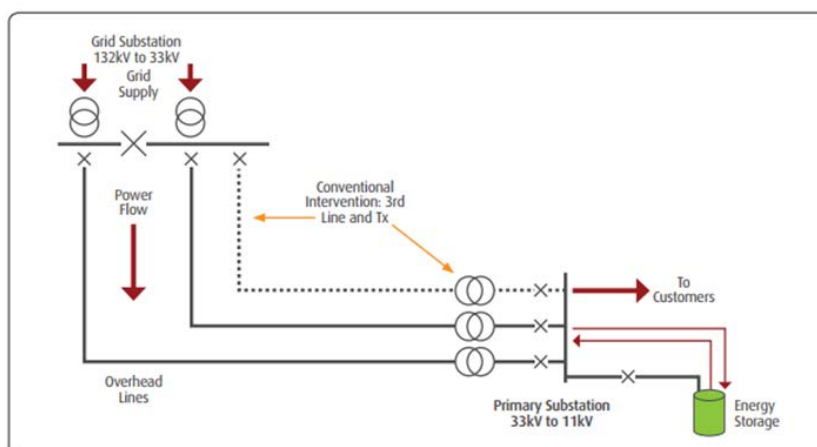 Grid Substation
132kV to 33kV
Grid
Supply
Power
Flow
Conventional
Intervention: 3rd
Line and Tx
To
Customers
Overhead
Lines
Primary Substation
33kV to 11kV
Energy
Storage